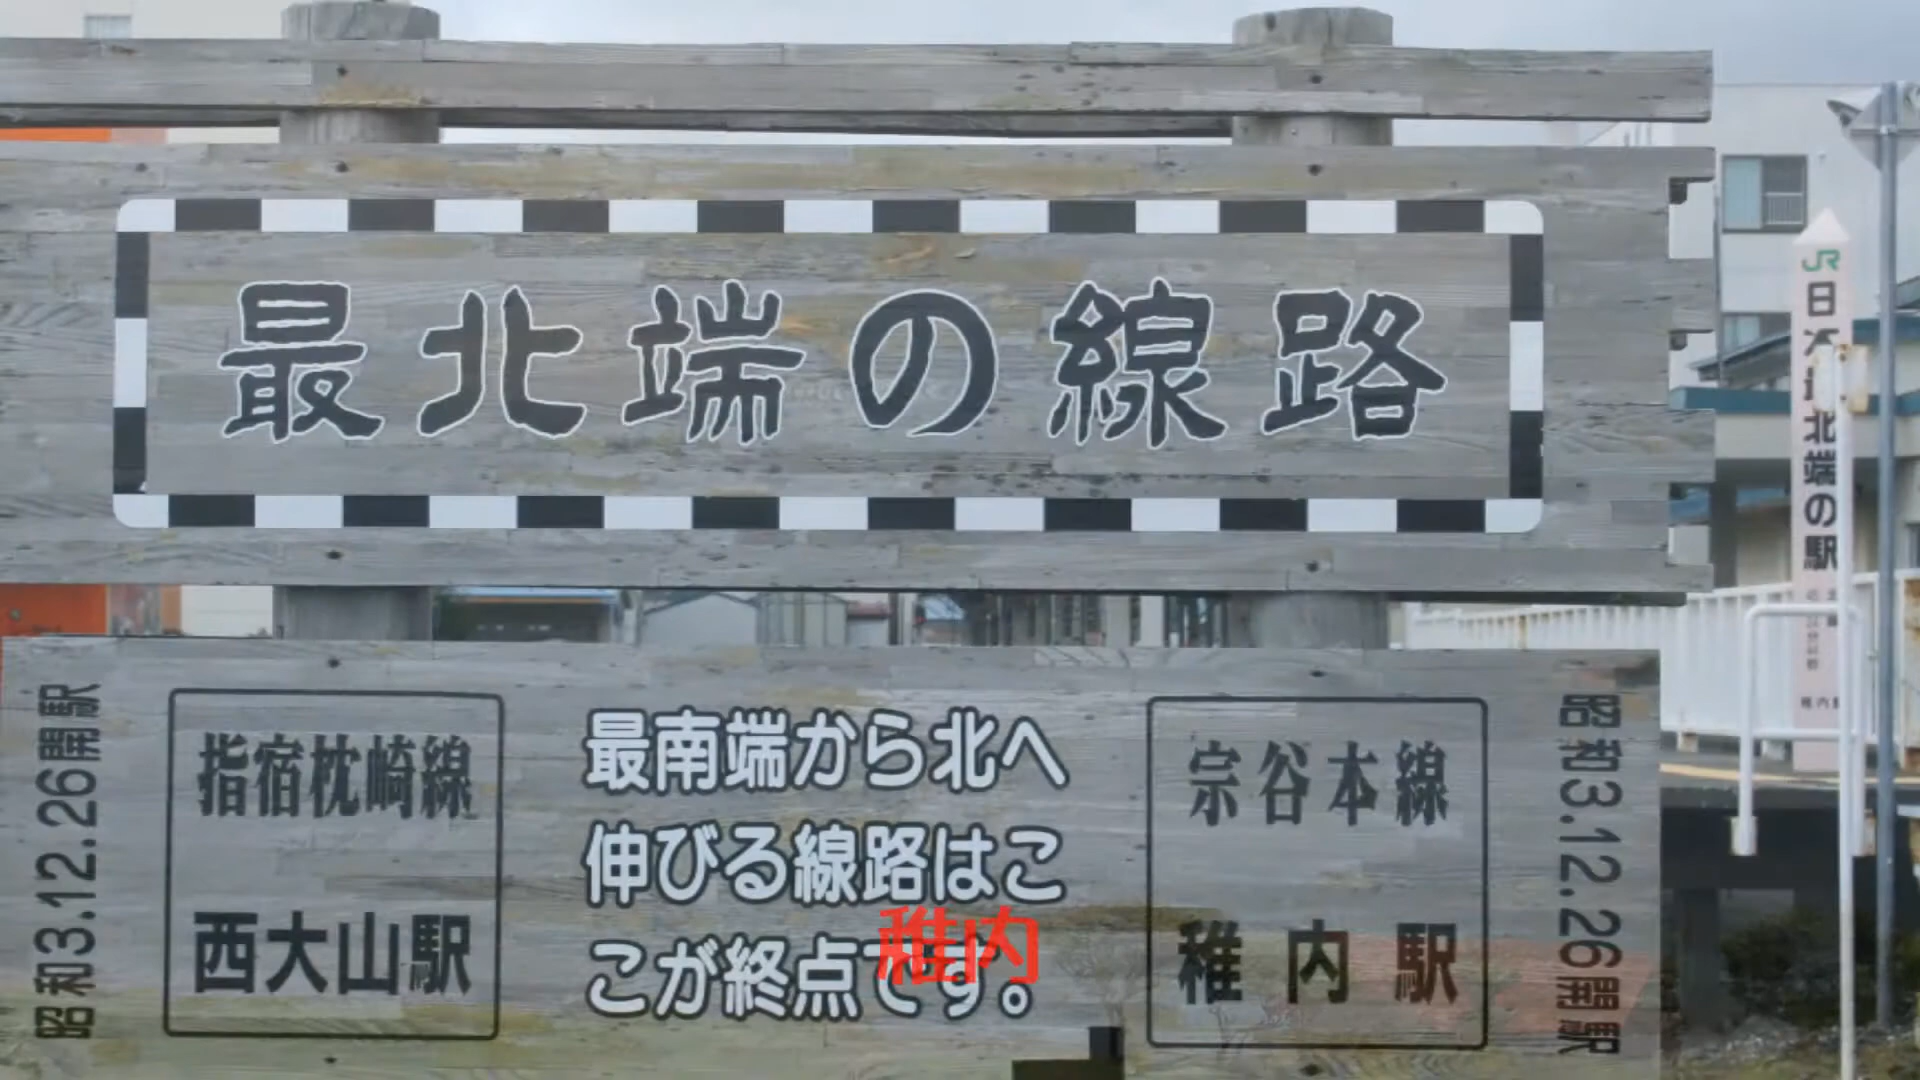 最北端の線路
昭和3.12.26開駅
指宿枕崎線
西大山駅
最南端から北へ
伸びる線路はこ
こが終点です。
稚内
宗谷本線
稚内駅
昭和3.12.26開駅
JR
北端の駅